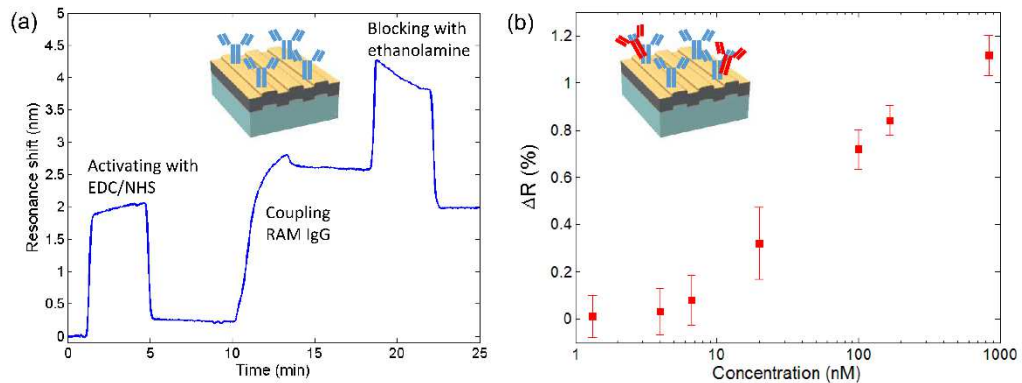 (a)
5
4.5
4
3.5
3
2.5
2
1.5
1
0.5
0
Resonance shift (nm)
Activating with
EDC/NHS
Coupling
RAM IgG
Blocking with
ethanolamine
0 5 10 15 20 25
Time (min)
(b)
1.2
1.0
0.8
0.6
0.4
0.2
0
ΔR (%)
1 10 100 1000
Concentration (nM)